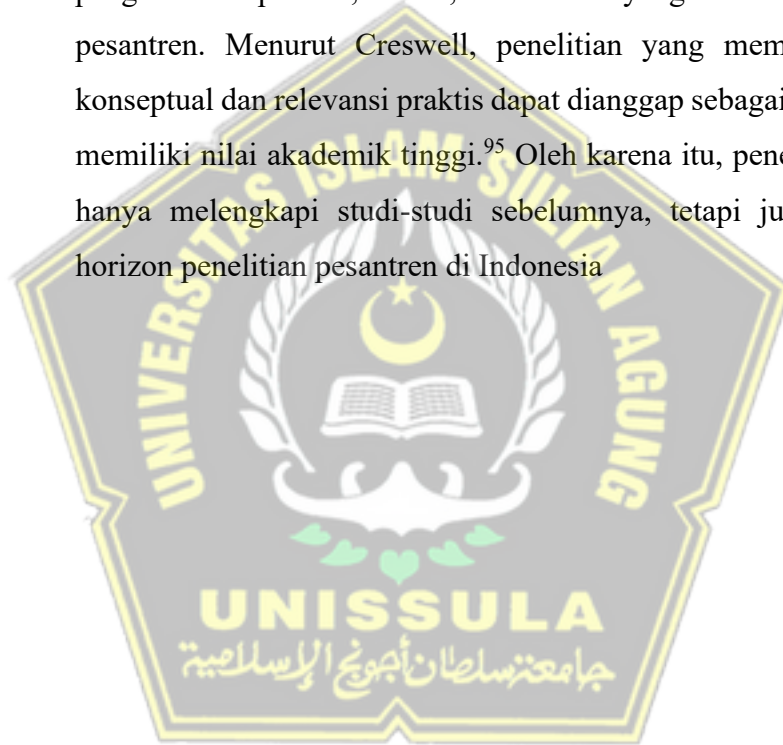 pesantren. Menurut Creswell, penelitian yang mem
konseptual dan relevansi praktis dapat dianggap sebagai
memiliki nilai akademik tinggi.⁹⁵ Oleh karena itu, pene
hanya melengkapi studi-studi sebelumnya, tetapi ju
horizon penelitian pesantren di Indonesia
UNIVERSITAS ISLAM SULTAN AGUNG
UNISSULA
جامعة سلطان أجونج الإسلامية